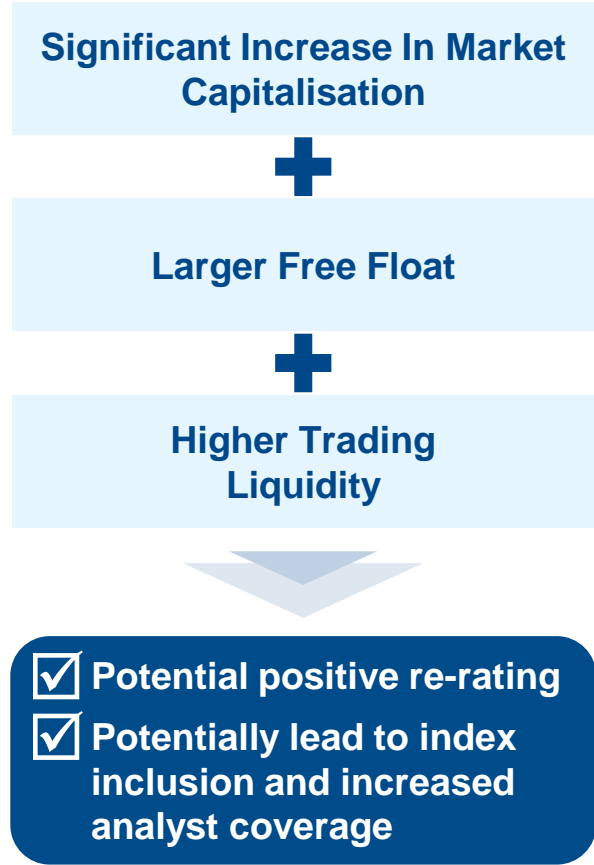 Significant Increase In Market
Capitalisation
Larger Free Float
Higher Trading
Liquidity
Potential positive re-rating
Potentially lead to index
inclusion and increased
analyst coverage